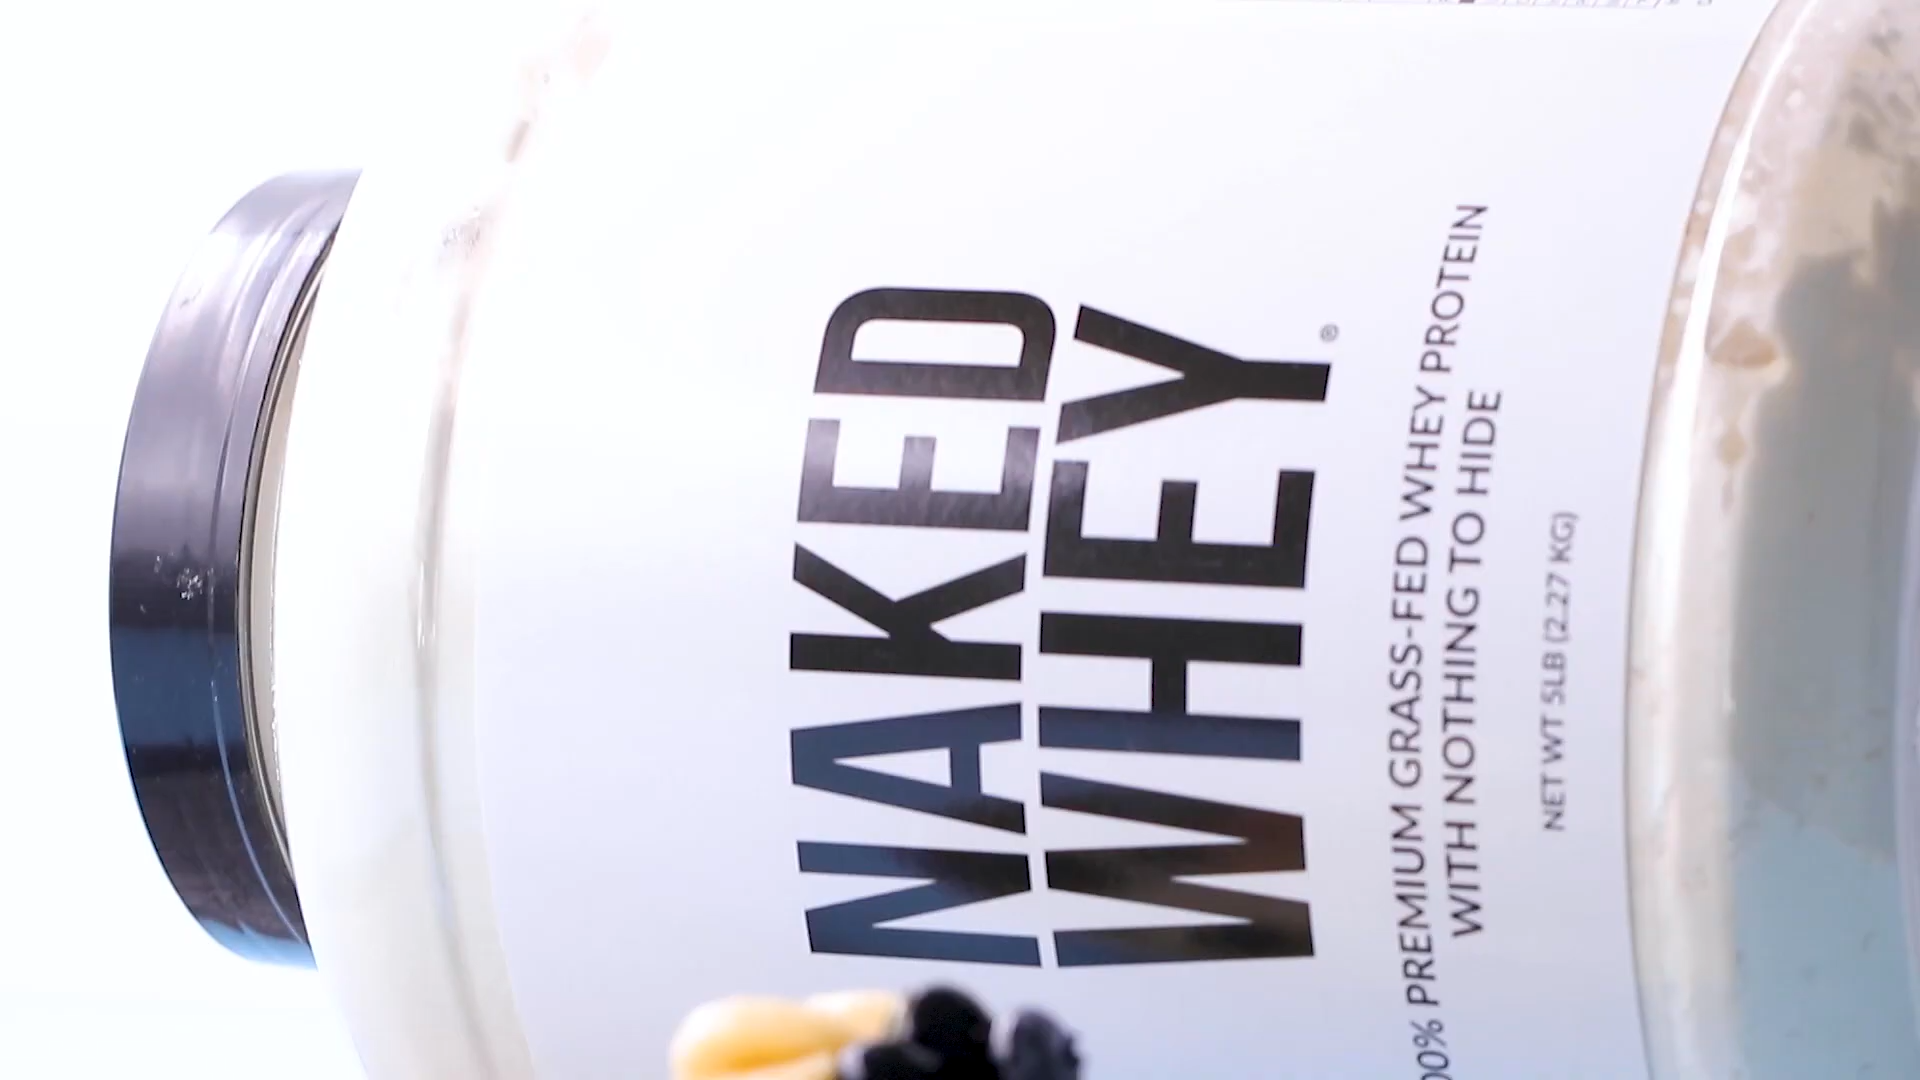 NAKED
WHEY®
00% PREMIUM GRASS-FED WHEY PROTEIN
WITH NOTHING TO HIDE
NET WT 5LB (2.27 KG)